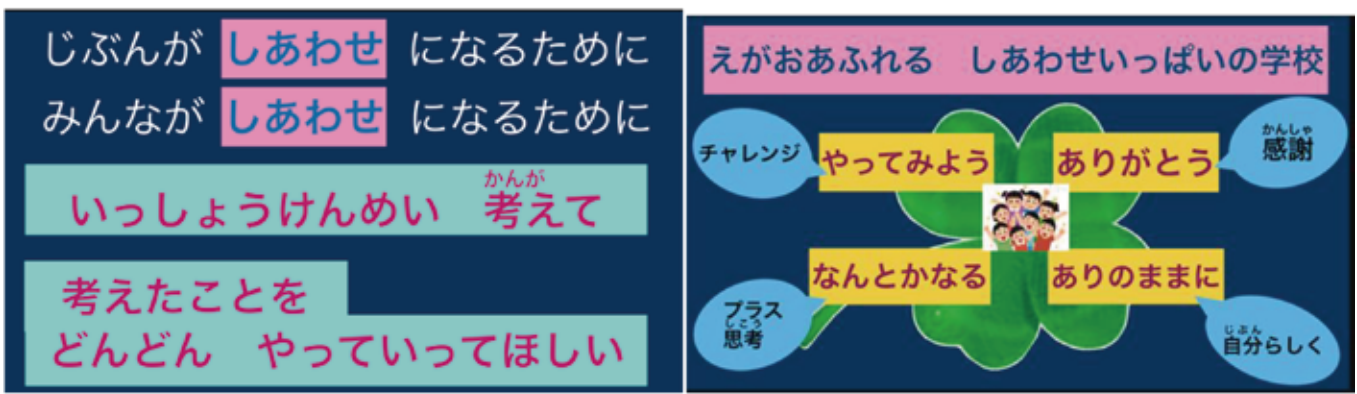 じぶんが しあわせ になるために
みんなが しあわせ になるために
いっしょうけんめい 考えて
かんが
考えたことを
どんどん やっていってほしい
えがおあふれる しあわせいっぱいの学校
チャレンジ
やってみよう
ありがとう
かんしゃ
感謝
なんとかなる
ありのままに
プラス
しこう
思考
じぶん
自分らしく